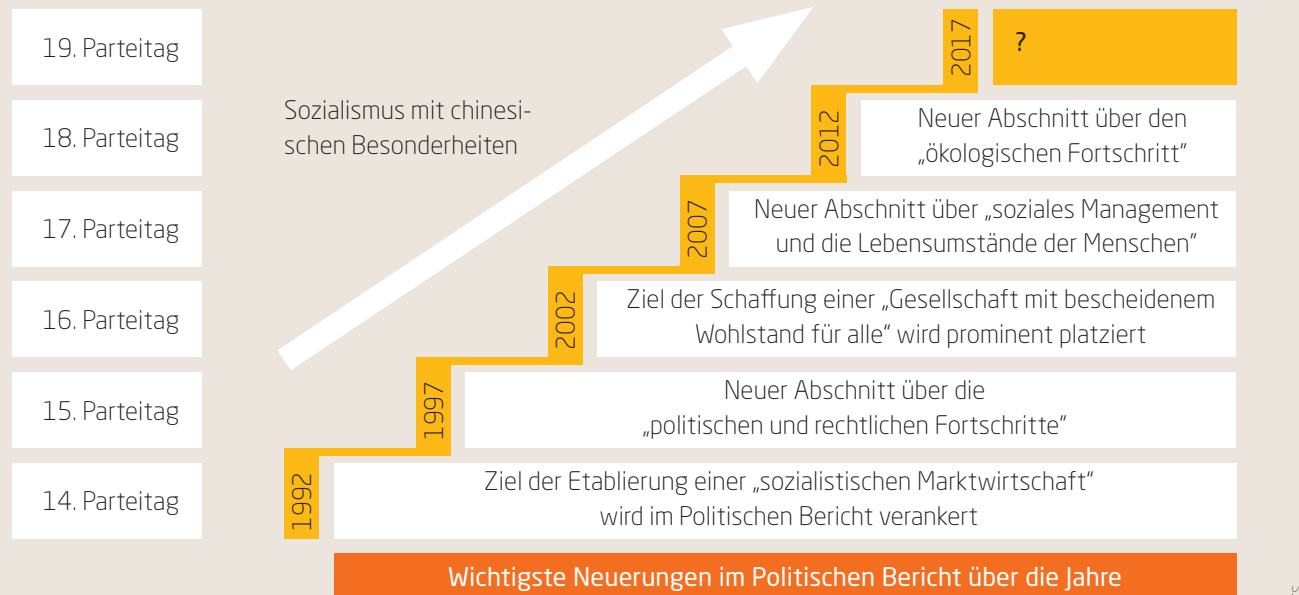 19. Parteitag
2017
?
Sozialismus mit chinesi-
schen Besonderheiten
18. Parteitag
2012
Neuer Abschnitt über den
„ökologischen Fortschritt“
17. Parteitag
2007
Neuer Abschnitt über „soziales Management
und die Lebensumstände der Menschen“
16. Parteitag
2002
Ziel der Schaffung einer „Gesellschaft mit bescheidenem
Wohlstand für alle“ wird prominent platziert
15. Parteitag
1997
Neuer Abschnitt über die
„politischen und rechtlichen Fortschritte“
14. Parteitag
1992
Ziel der Etablierung einer „sozialistischen Marktwirtschaft“
wird im Politischen Bericht verankert
Wichtigste Neuerungen im Politischen Bericht über die Jahre